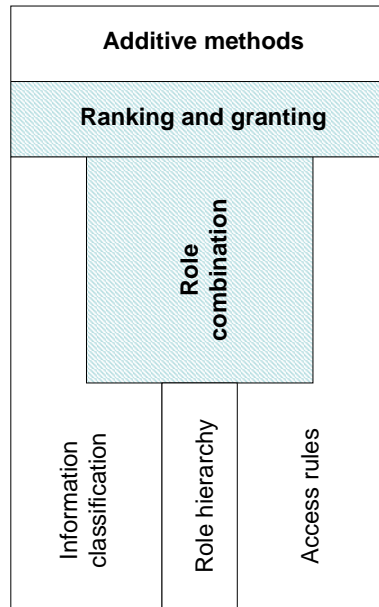 Additive methods
Ranking and granting
Role
combination
Information
classification
Role hierarchy
Access rules